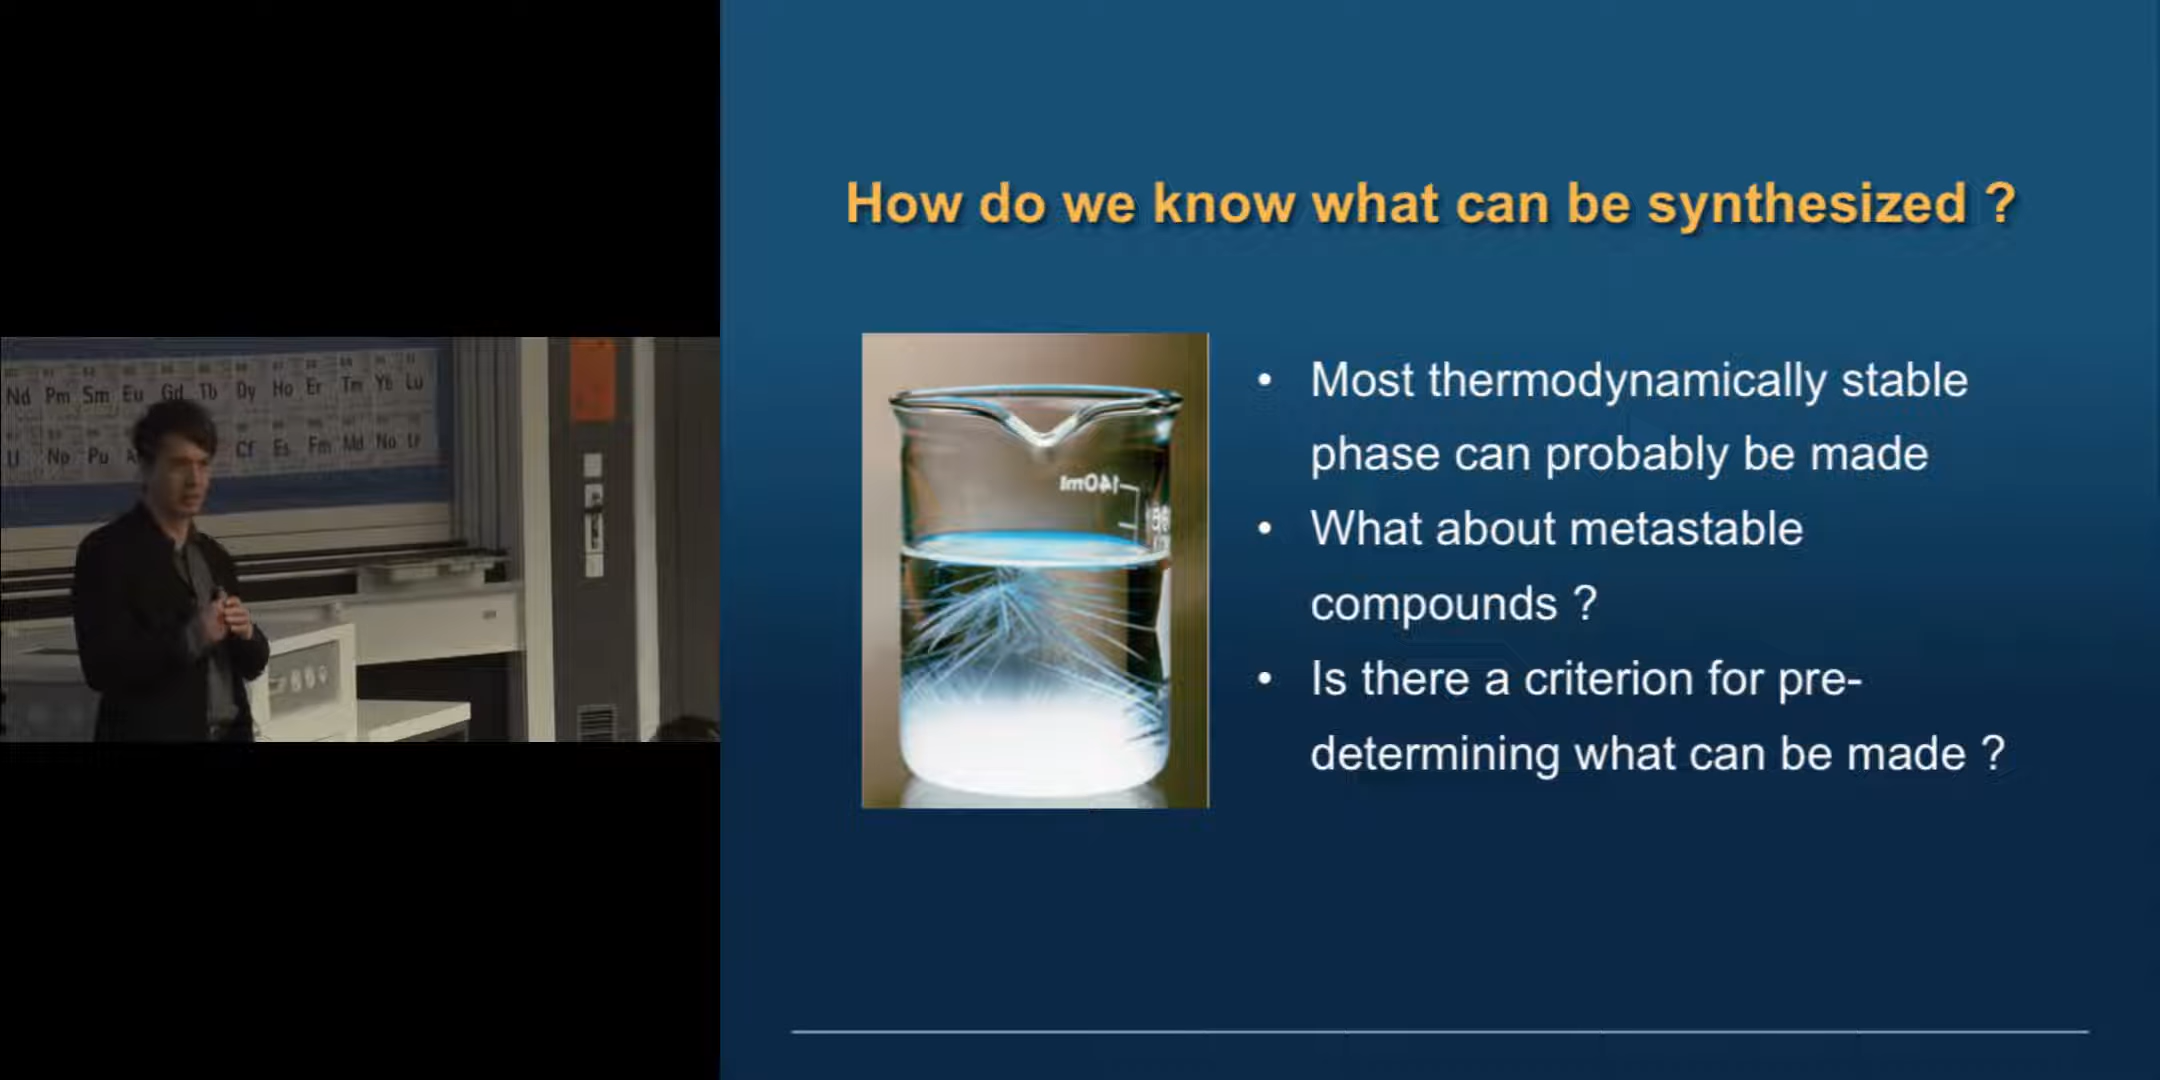 How do we know what can be synthesized ?
• Most thermodynamically stable
phase can probably be made
• What about metastable
compounds ?
• Is there a criterion for pre-
determining what can be made ?
140ml
Nd Pm Sm Eu Gd Tb Dy Ho Er Tm Yb Lu
U Np Pu Cf Es Fm Md No Lr